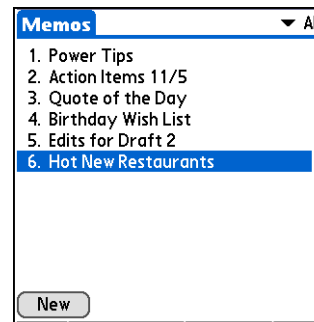 Memos
1. Power Tips
2. Action Items 11/5
3. Quote of the Day
4. Birthday Wish List
5. Edits for Draft 2
6. Hot New Restaurants
New